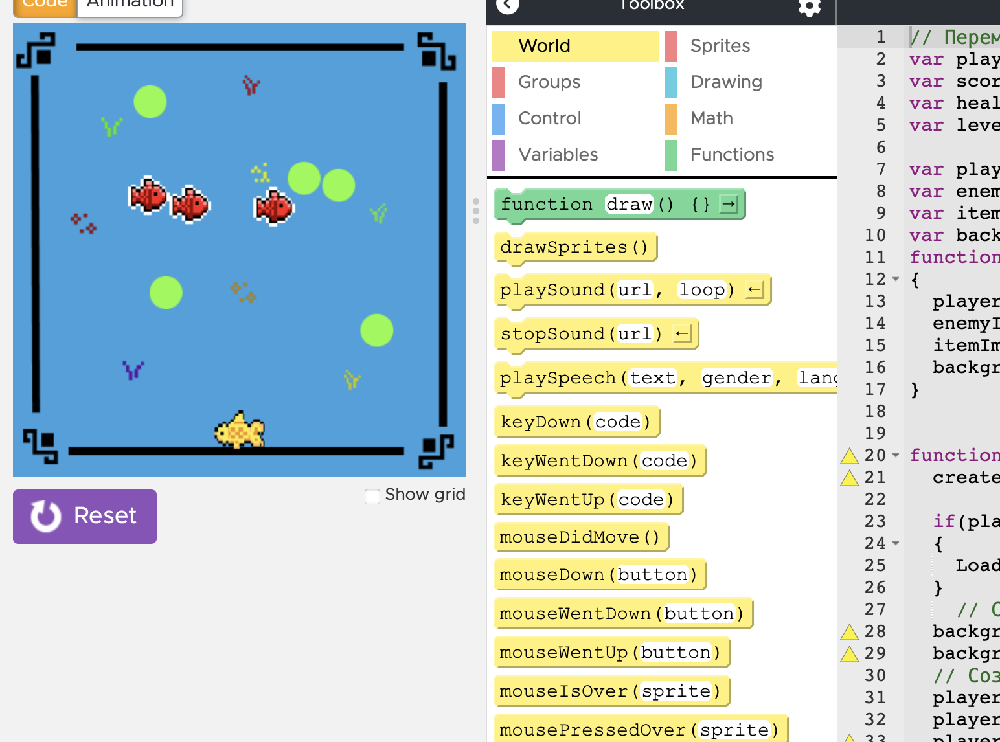 Code Animation
Show grid
Reset
Toolbox
World Sprites
Groups Drawing
Control Math
Variables Functions
function draw() {} →
drawSprites()
playSound(url, loop) ←
stopSound(url) ←
playSpeech(text, gender, lang
keyDown(code)
keyWentDown(code)
keyWentUp(code)
mouseDidMove()
mouseDown(button)
mouseWentDown(button)
mouseWentUp(button)
mouseIsOver(sprite)
mousePressedOver(sprite)
1 // Перем
2 var play
3 var scor
4 var heal
5 var leve
6
7 var play
8 var enem
9 var item
10 var back
11 function
12 {
13 player
14 enemyI
15 itemIm
16 backgr
17 }
18
19
20 function
21 create
22
23 if(pla
24 {
25 Load
26 }
27 // С
28 backgr
29 backgr
30 // Соз
31 player
32 player
33 player